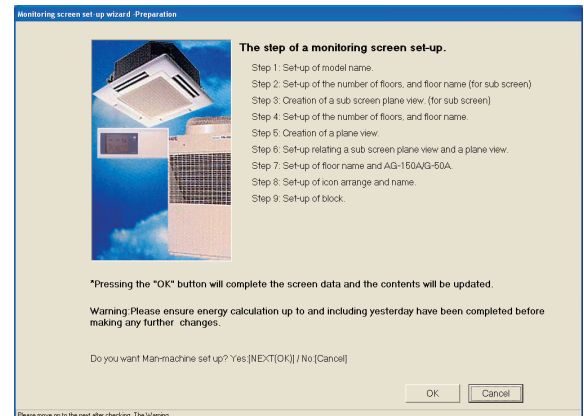 Monitoring screen set-up wizard -Preparation
The step of a monitoring screen set-up.
Step 1: Set-up of model name.
Step 2: Set-up of the number of floors, and floor name (for sub screen)
Step 3: Creation of a sub screen plane view. (for sub screen)
Step 4: Set-up of the number of floors, and floor name.
Step 5: Creation of a plane view.
Step 6: Set-up relating a sub screen plane view and a plane view.
Step 7: Set-up of floor name and AG-150A/G-50A.
Step 8: Set-up of icon arrange and name.
Step 9: Set-up of block.
*Pressing the "OK" button will complete the screen data and the contents will be updated.
Warning:Please ensure energy calculation up to and including yesterday have been completed before
making any further changes.
Do you want Man-machine set up? Yes:[NEXT(OK)] / No:[Cancel]
OK Cancel
Please move on to the next after checking. The Warning.